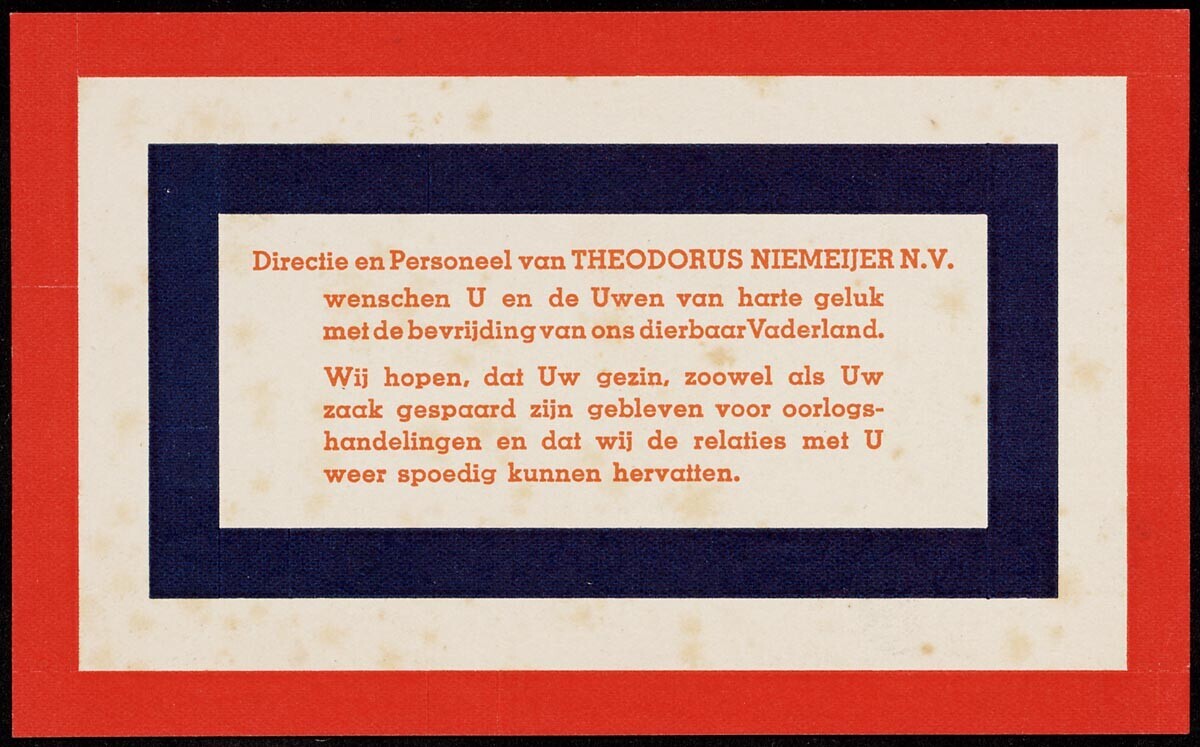 Directie en Personeel van THEODORUS NIEMEIJER N.V.
wenschen U en de Uwen van harte geluk
met de bevrijding van ons dierbaar Vaderland.
Wij hopen, dat Uw gezin, zoowel als Uw
zaak gespaard zijn gebleven voor oorlogs-
handelingen en dat wij de relaties met U
weer spoedig kunnen hervatten.